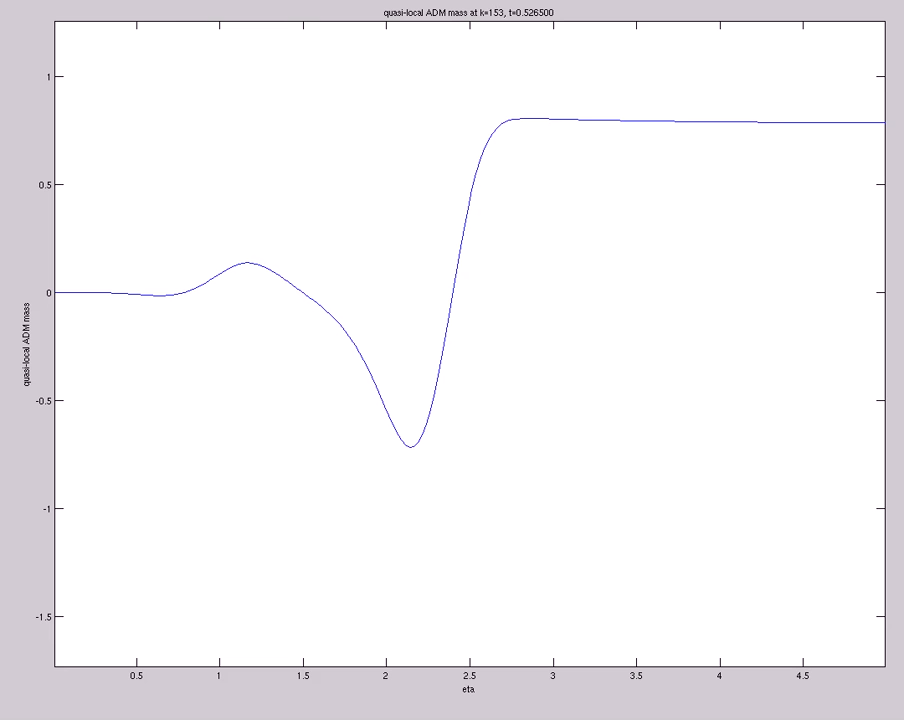 quasi-local ADM mass at k=153, t=0.526500
1
0.5
0
-0.5
-1
-1.5
quasi-local ADM mass
0.5 1 1.5 2 2.5 3 3.5 4 4.5
eta